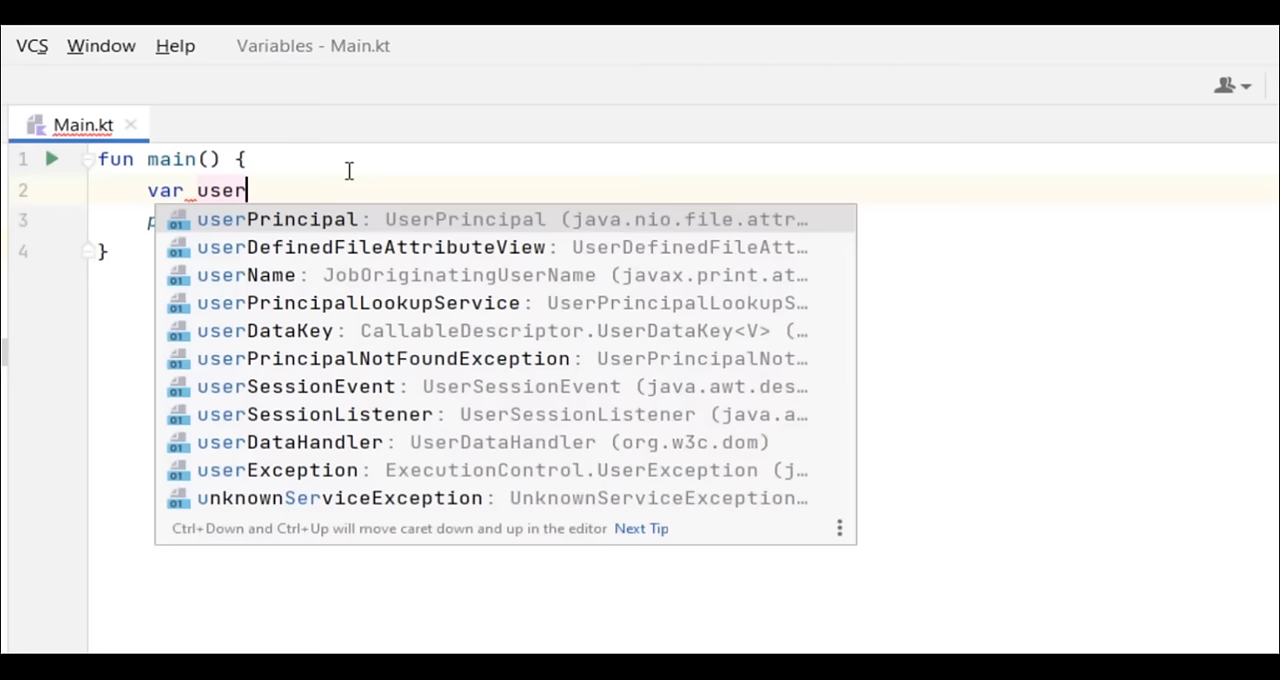 VCS Window Help Variables - Main.kt
Main.kt
1 fun main() {
2 var user
3 p
4 }
userPrincipal: UserPrincipal (java.nio.file.attr…
userDefinedFileAttributeView: UserDefinedFileAtt…
userName: JobOriginatingUserName (javax.print.at…
userPrincipalLookupService: UserPrincipalLookupS…
userDataKey: CallableDescriptor.UserDataKey<V> (…
userPrincipalNotFoundException: UserPrincipalNot…
userSessionEvent: UserSessionEvent (java.awt.des…
userSessionListener: UserSessionListener (java.a…
userDataHandler: UserDataHandler (org.w3c.dom)
userException: ExecutionControl.UserException (j…
unknownServiceException: UnknownServiceException…
Ctrl+Down and Ctrl+Up will move caret down and up in the editor Next Tip